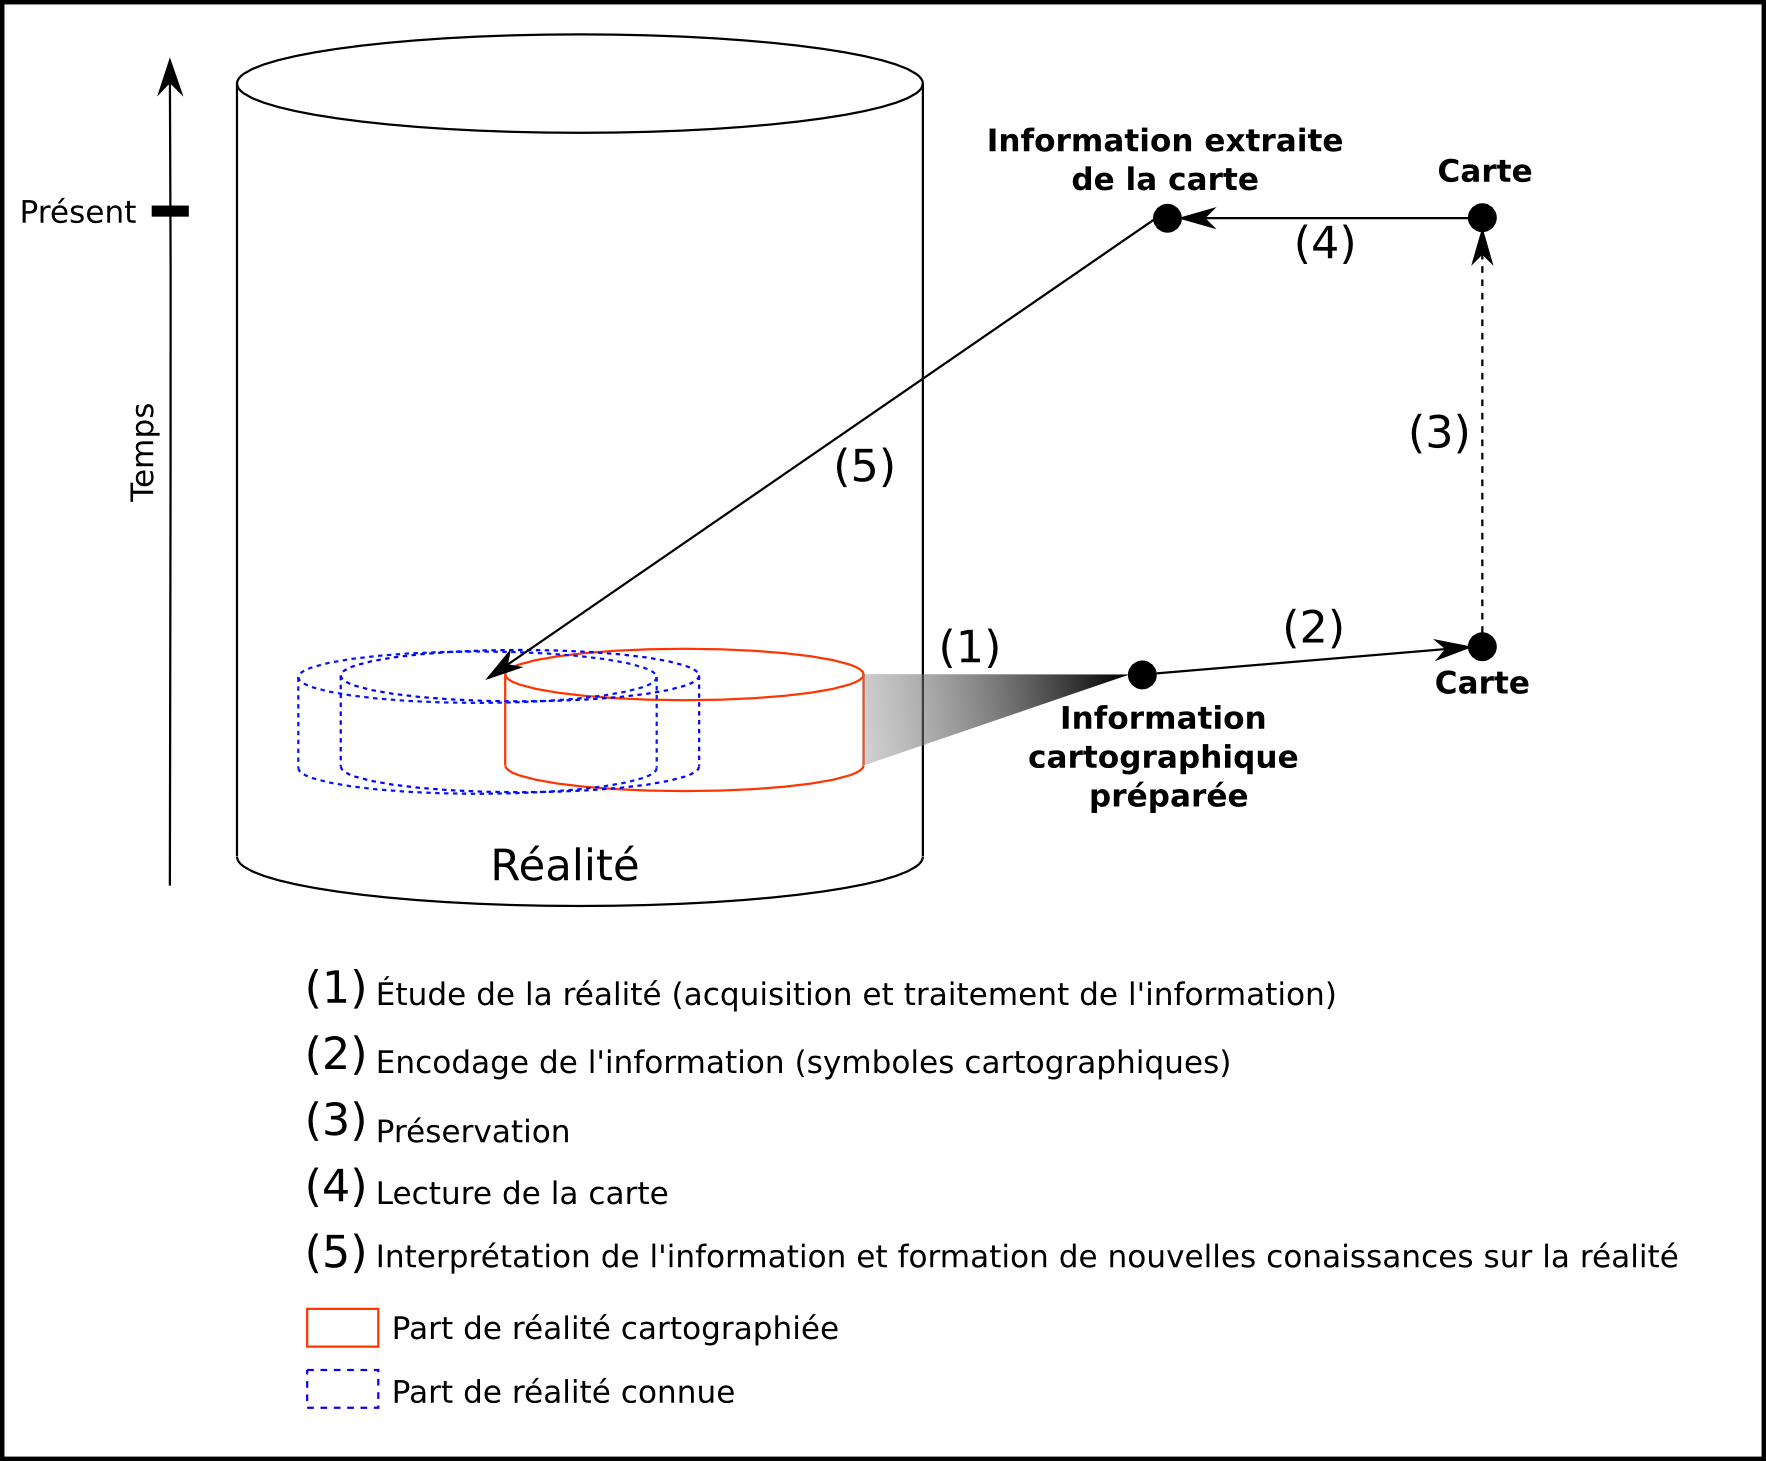 Information extraite
de la carte
Carte
Présent
(4)
Temps
(3)
(5)
(1)
(2)
Carte
Information
cartographique
préparée
Réalité
(1) Étude de la réalité (acquisition et traitement de l'information)
(2) Encodage de l'information (symboles cartographiques)
(3) Préservation
(4) Lecture de la carte
(5) Interprétation de l'information et formation de nouvelles conaissances sur la réalité
Part de réalité cartographiée
Part de réalité connue